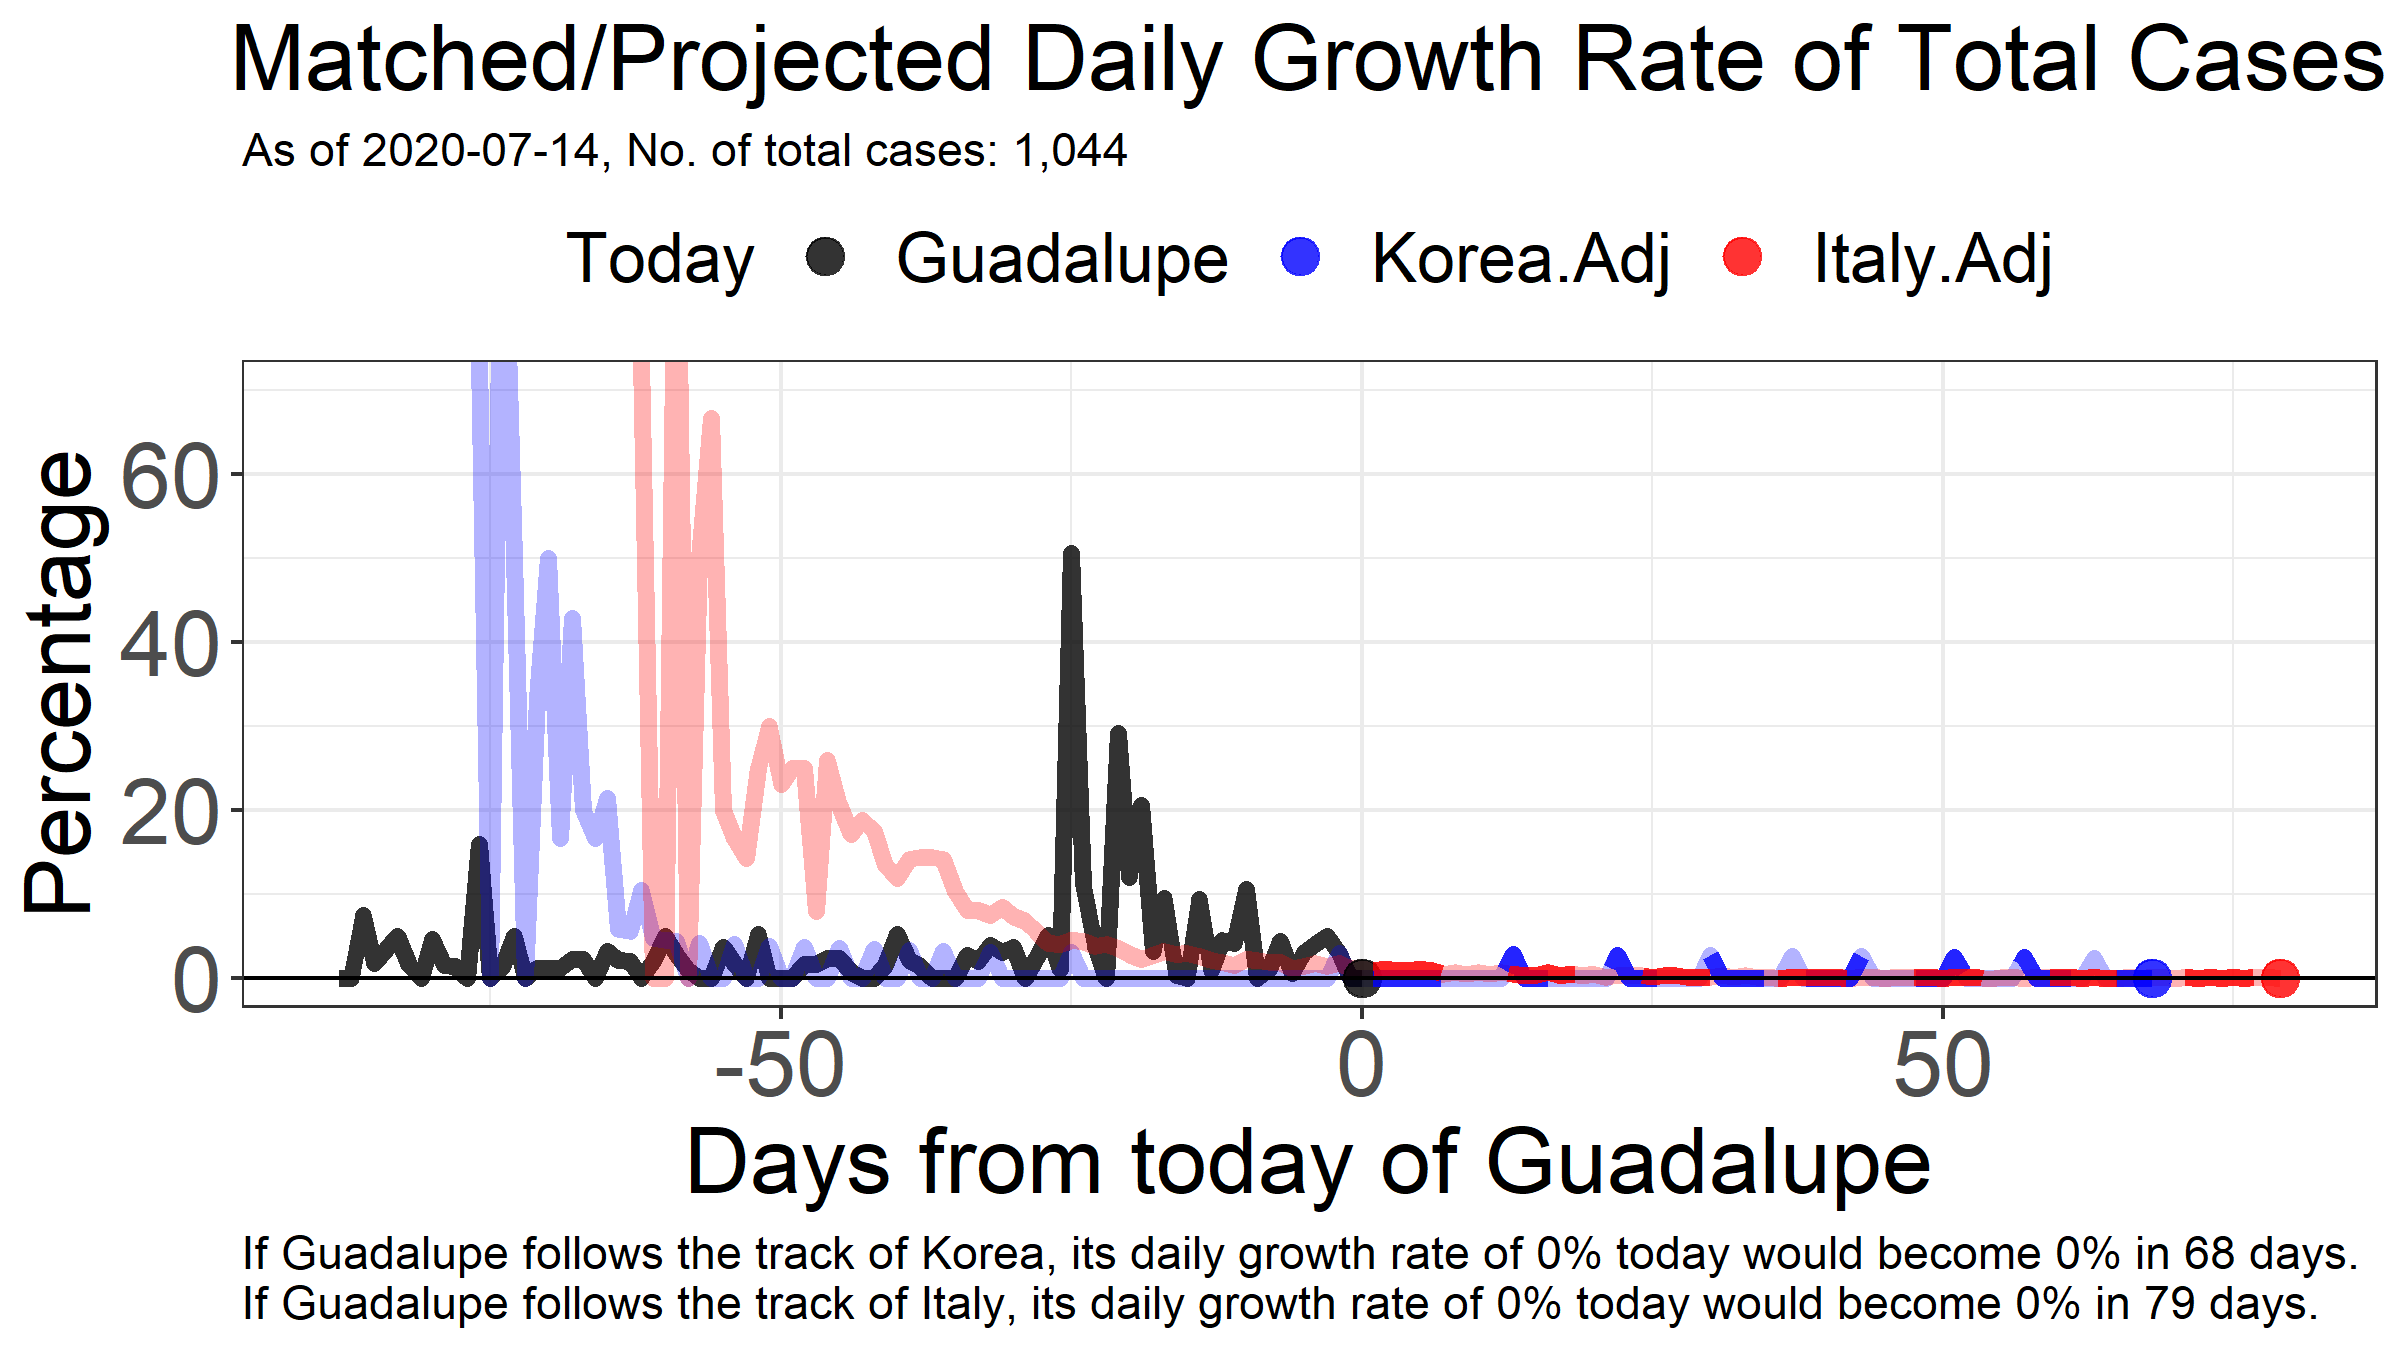 Matched/Projected Daily Growth Rate of Total Cases
As of 2020-07-14, No. of total cases: 1,044
Today Guadalupe Korea.Adj Italy.Adj
Percentage
60
40
20
0
-50 0 50
Days from today of Guadalupe
If Guadalupe follows the track of Korea, its daily growth rate of 0% today would become 0% in 68 days.
If Guadalupe follows the track of Italy, its daily growth rate of 0% today would become 0% in 79 days.